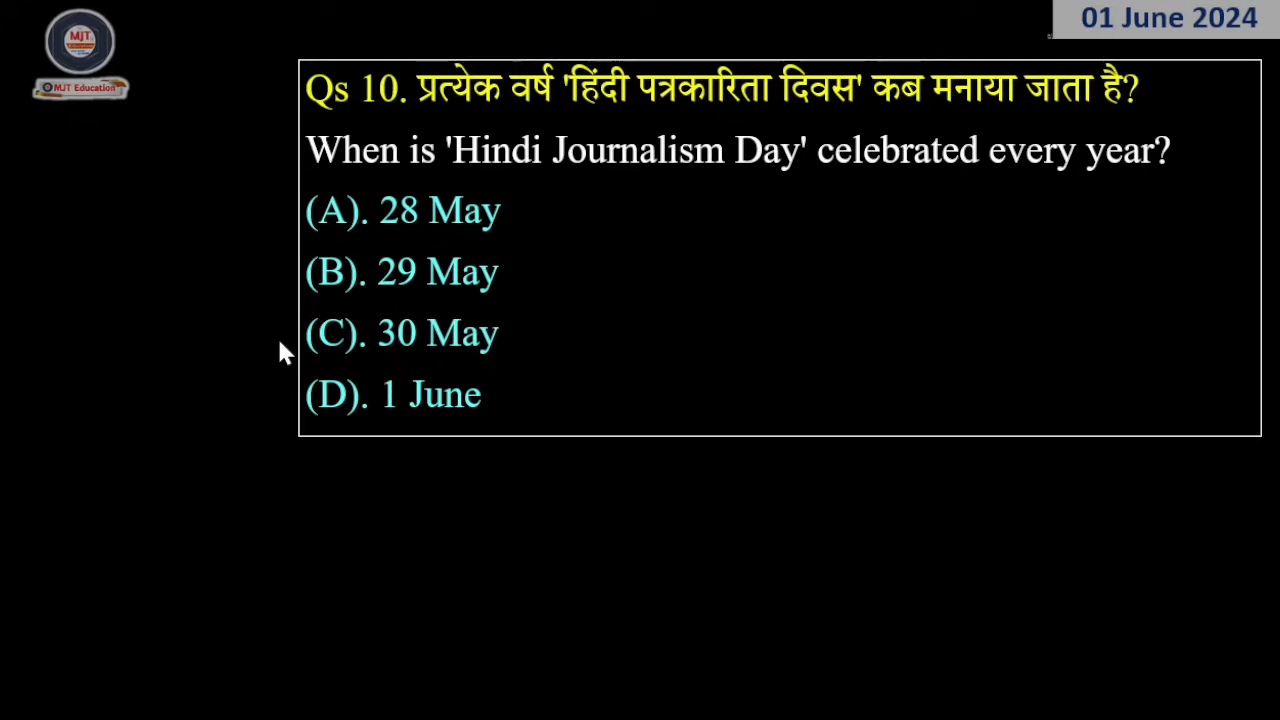 01 June 2024
MJT
MJT Education
Qs 10. प्रत्येक वर्ष 'हिंदी पत्रकारिता दिवस' कब मनाया जाता है?
When is 'Hindi Journalism Day' celebrated every year?
(A). 28 May
(B). 29 May
(C). 30 May
(D). 1 June